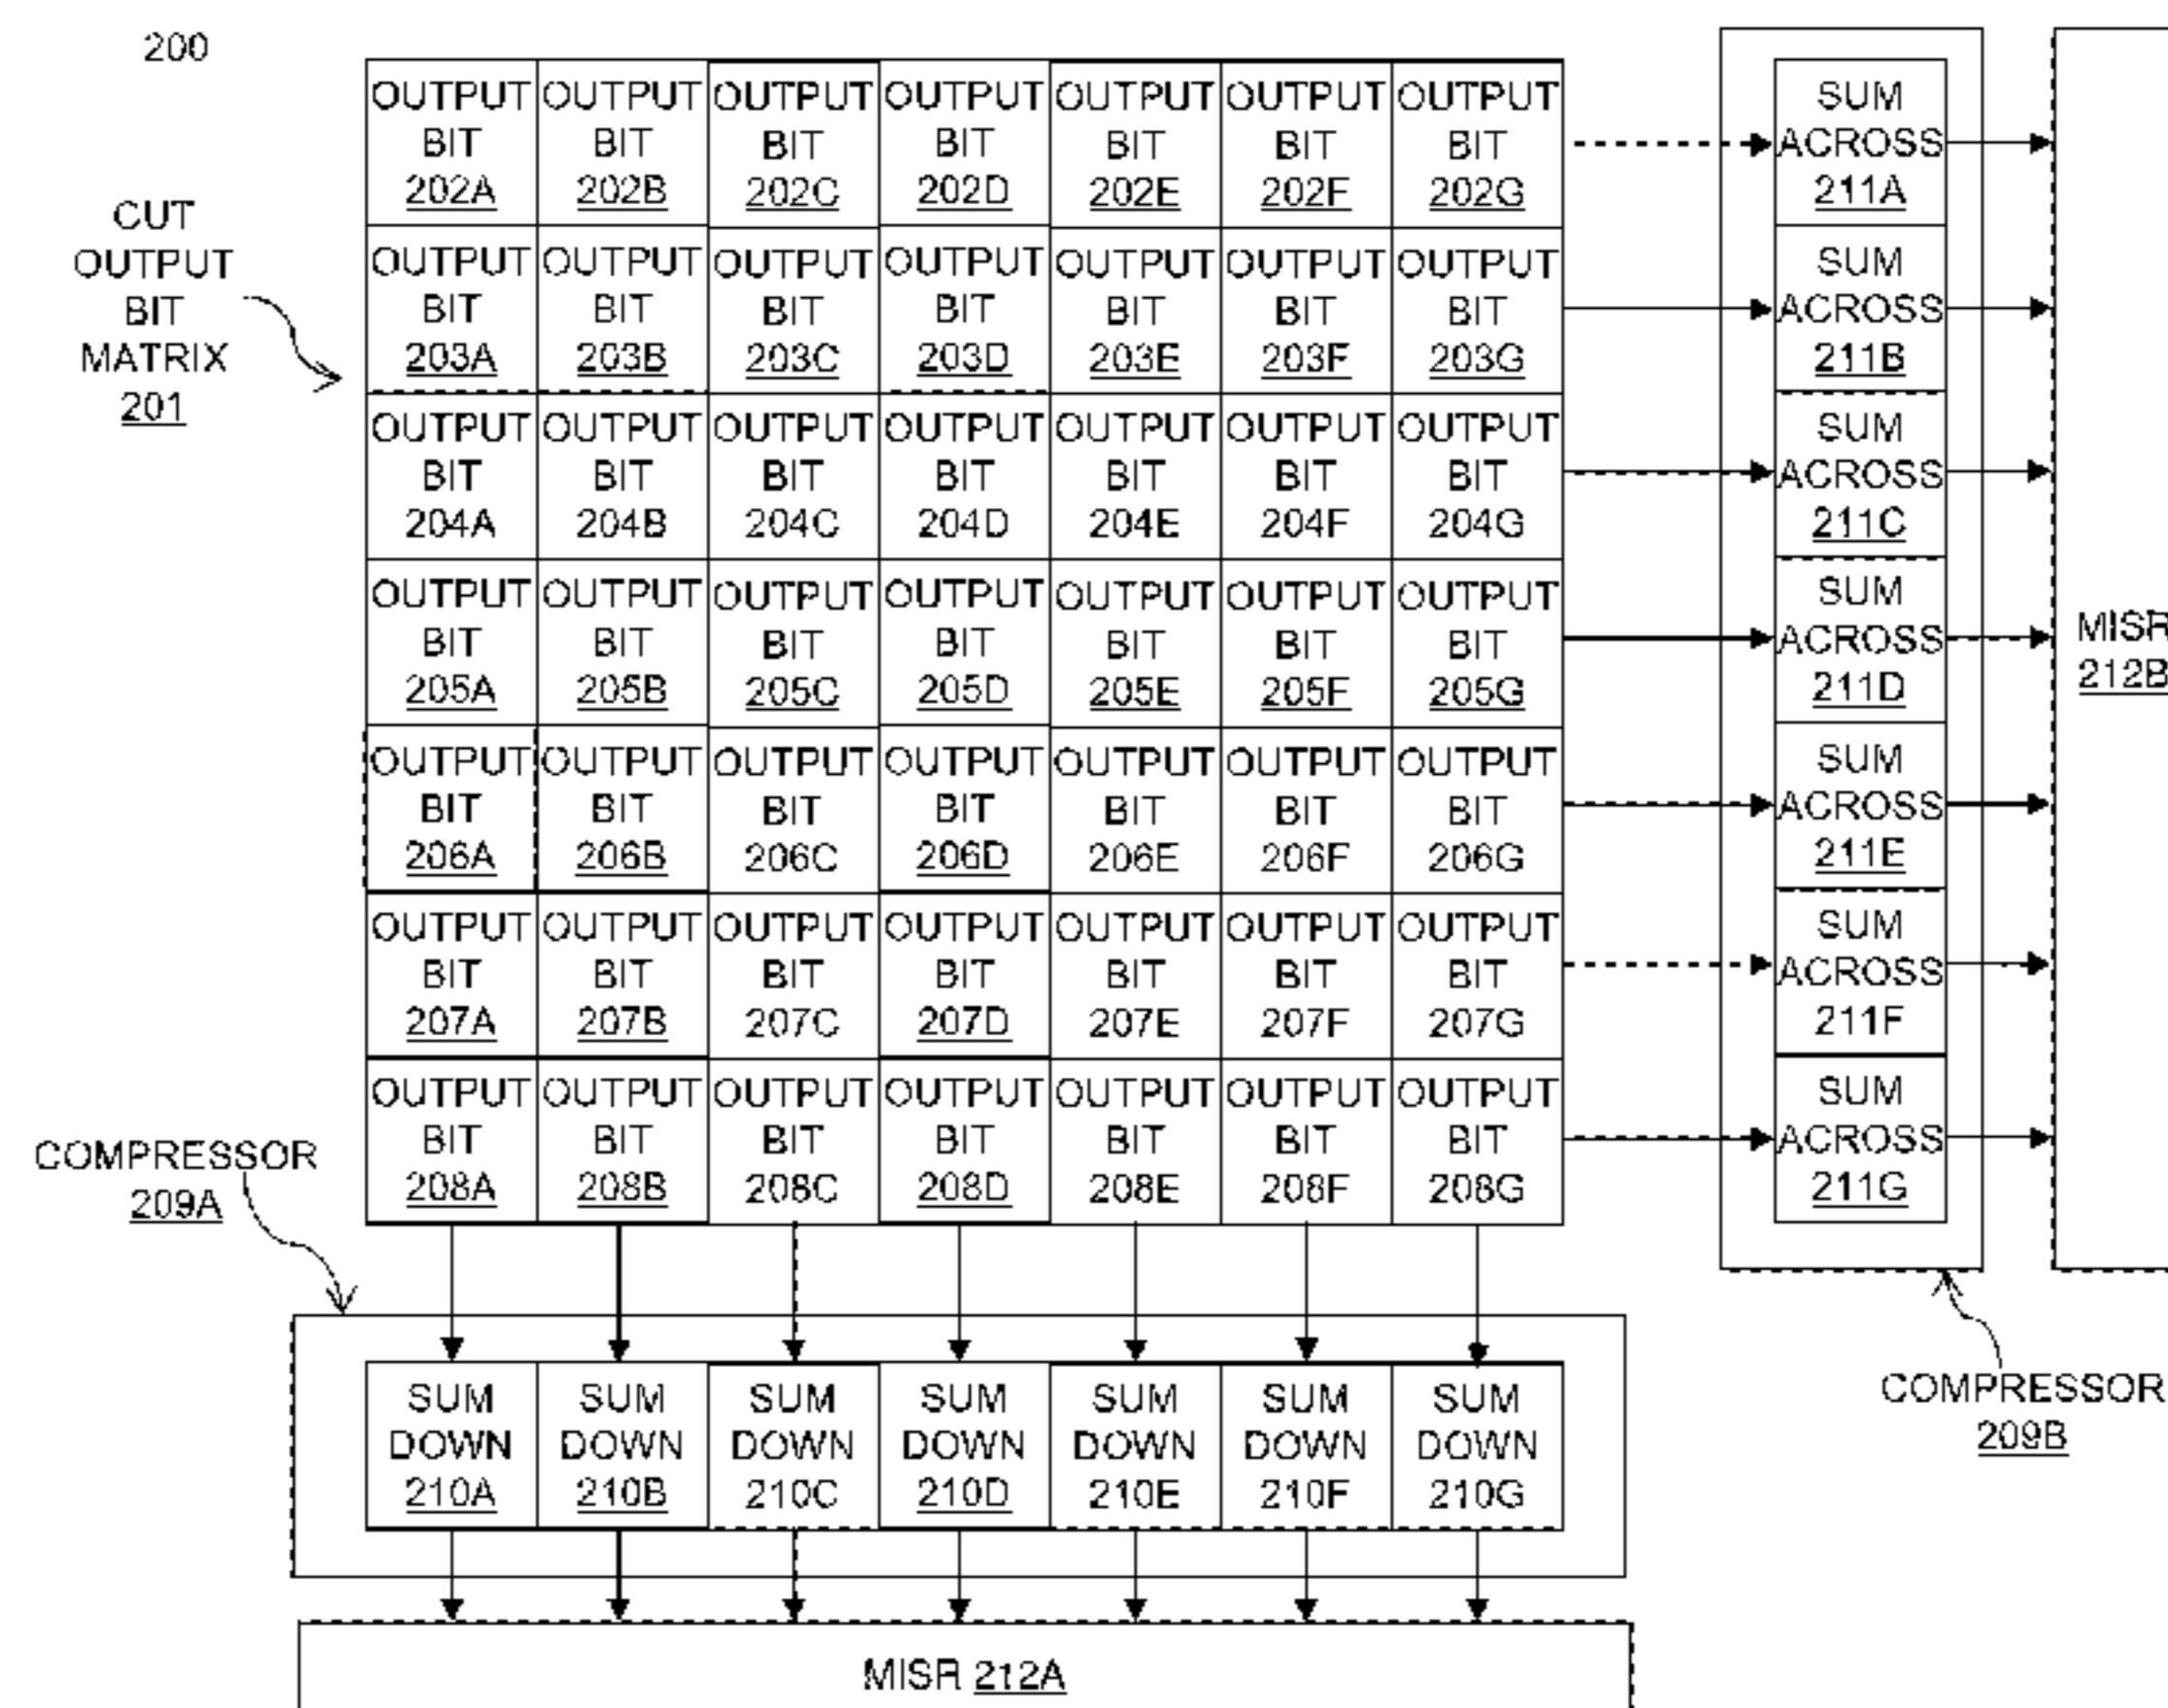 200
CUT
OUTPUT
BIT
MATRIX
201
OUTPUT OUTPUT OUTPUT OUTPUT OUTPUT OUTPUT OUTPUT
BIT BIT BIT BIT BIT BIT BIT
202A 202B 202C 202D 202E 202F 202G
OUTPUT OUTPUT OUTPUT OUTPUT OUTPUT OUTPUT OUTPUT
BIT BIT BIT BIT BIT BIT BIT
203A 203B 203C 203D 203E 203F 203G
OUTPUT OUTPUT OUTPUT OUTPUT OUTPUT OUTPUT OUTPUT
BIT BIT BIT BIT BIT BIT BIT
204A 204B 204C 204D 204E 204F 204G
OUTPUT OUTPUT OUTPUT OUTPUT OUTPUT OUTPUT OUTPUT
BIT BIT BIT BIT BIT BIT BIT
205A 205B 205C 205D 205E 205F 205G
OUTPUT OUTPUT OUTPUT OUTPUT OUTPUT OUTPUT OUTPUT
BIT BIT BIT BIT BIT BIT BIT
206A 206B 206C 206D 206E 206F 206G
OUTPUT OUTPUT OUTPUT OUTPUT OUTPUT OUTPUT OUTPUT
BIT BIT BIT BIT BIT BIT BIT
207A 207B 207C 207D 207E 207F 207G
OUTPUT OUTPUT OUTPUT OUTPUT OUTPUT OUTPUT OUTPUT
BIT BIT BIT BIT BIT BIT BIT
208A 208B 208C 208D 208E 208F 208G
SUM
ACROSS
211A
SUM
ACROSS
211B
SUM
ACROSS
211C
SUM
ACROSS
211D
SUM
ACROSS
211E
SUM
ACROSS
211F
SUM
ACROSS
211G
MISR
212B
COMPRESSOR
209A
COMPRESSOR
209B
SUM SUM SUM SUM SUM SUM SUM
DOWN DOWN DOWN DOWN DOWN DOWN DOWN
210A 210B 210C 210D 210E 210F 210G
MISR 212A